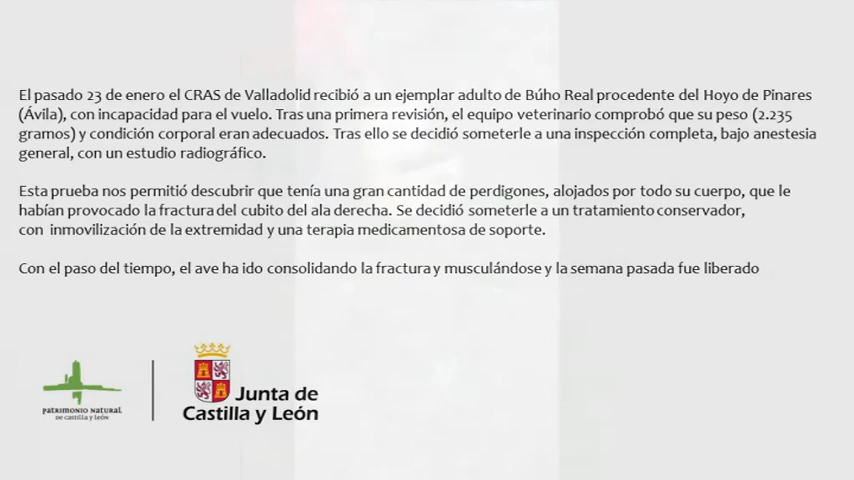 El pasado 23 de enero el CRAS de Valladolid recibió a un ejemplar adulto de Búho Real procedente del Hoyo de Pinares
(Ávila), con incapacidad para el vuelo. Tras una primera revisión, el equipo veterinario comprobó que su peso (2.235
gramos) y condición corporal eran adecuados. Tras ello se decidió someterle a una inspección completa, bajo anestesia
general, con un estudio radiográfico.
Esta prueba nos permitió descubrir que tenía una gran cantidad de perdigones, alojados por todo su cuerpo, que le
habían provocado la fractura del cubito del ala derecha. Se decidió someterle a un tratamiento conservador,
con inmovilización de la extremidad y una terapia medicamentosa de soporte.
Con el paso del tiempo, el ave ha ido consolidando la fractura y musculándose y la semana pasada fue liberado
PATRIMONIO NATURAL
DE CASTILLA Y LEÓN
Junta de
Castilla y León